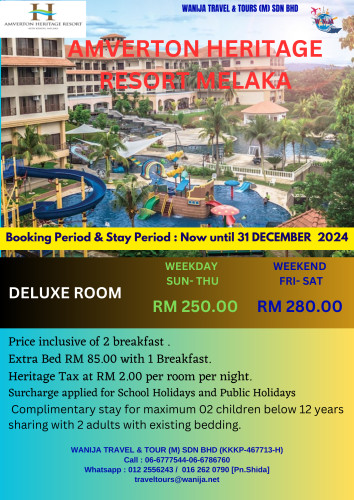 AMVERTON HERITAGE RESORT
WANIJA TRAVEL & TOURS (M) SDN BHD
AMVERTON HERITAGE
RESORT MELAKA
Booking Period & Stay Period : Now until 31 DECEMBER 2024
WEEKDAY
SUN- THU
WEEKEND
FRI- SAT
DELUXE ROOM
RM 250.00
RM 280.00
Price inclusive of 2 breakfast .
Extra Bed RM 85.00 with 1 Breakfast.
Heritage Tax at RM 2.00 per room per night.
Surcharge applied for School Holidays and Public Holidays
Complimentary stay for maximum 02 children below 12 years
sharing with 2 adults with existing bedding.
WANIJA TRAVEL & TOUR (M) SDN BHD (KKKP-467713-H)
Call : 06-6777544-06-6786760
Whatsapp : 012 2556243 / 016 262 0790 [Pn.Shida]
traveltours@wanija.net